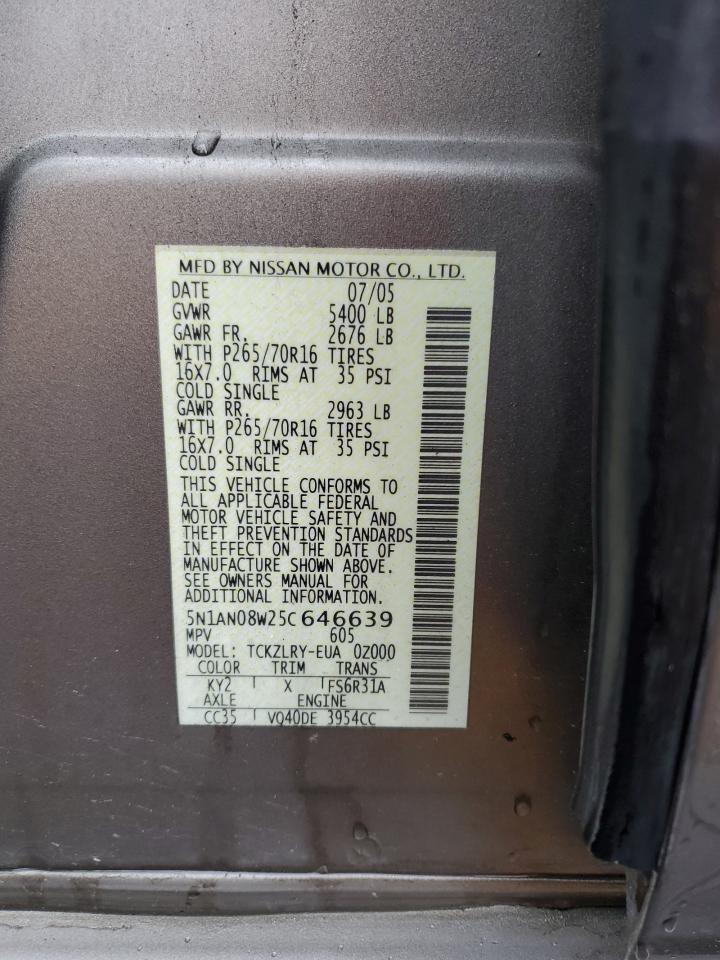 MFD BY NISSAN MOTOR CO., LTD.
DATE 07/05
GVWR 5400 LB
GAWR FR. 2676 LB
WITH P265/70R16 TIRES
16X7.0 RIMS AT 35 PSI
COLD SINGLE
GAWR RR. 2963 LB
WITH P265/70R16 TIRES
16X7.0 RIMS AT 35 PSI
COLD SINGLE
THIS VEHICLE CONFORMS TO
ALL APPLICABLE FEDERAL
MOTOR VEHICLE SAFETY AND
THEFT PREVENTION STANDARDS
IN EFFECT ON THE DATE OF
MANUFACTURE SHOWN ABOVE.
SEE OWNERS MANUAL FOR
ADDITIONAL INFORMATION.
5N1AN08W25C646639
MPV 605
MODEL: TCKZLRY-EUA 0Z000
COLOR TRIM TRANS
KY2 X FS6R31A
AXLE ENGINE
CC35 VQ40DE 3954CC